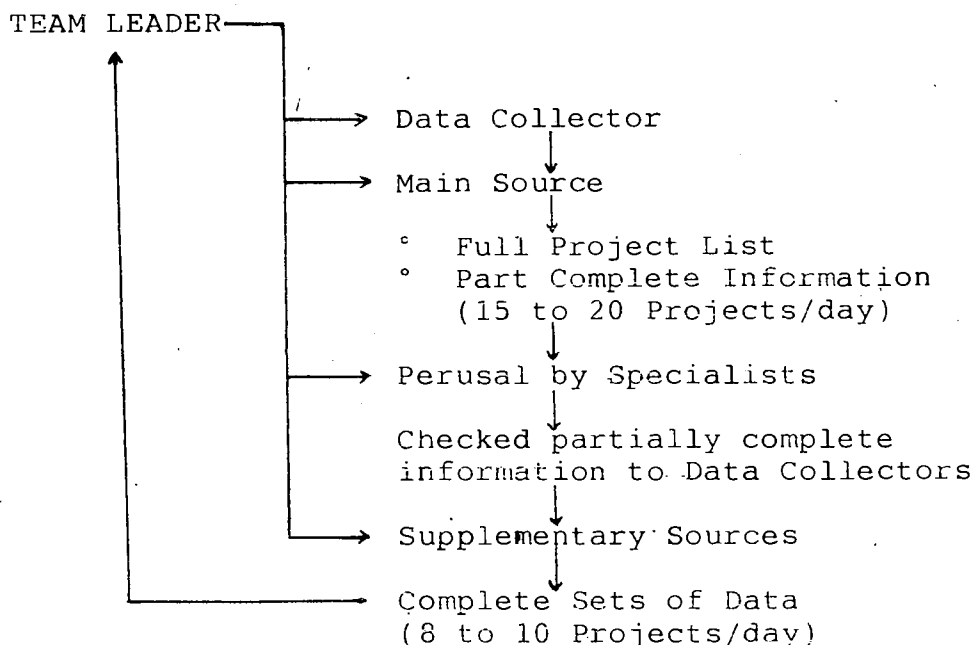 TEAM LEADER
Data Collector
Main Source
° Full Project List
° Part Complete Information
(15 to 20 Projects/day)
Perusal by Specialists
Checked partially complete
information to Data Collectors
Supplementary Sources
Complete Sets of Data
(8 to 10 Projects/day)